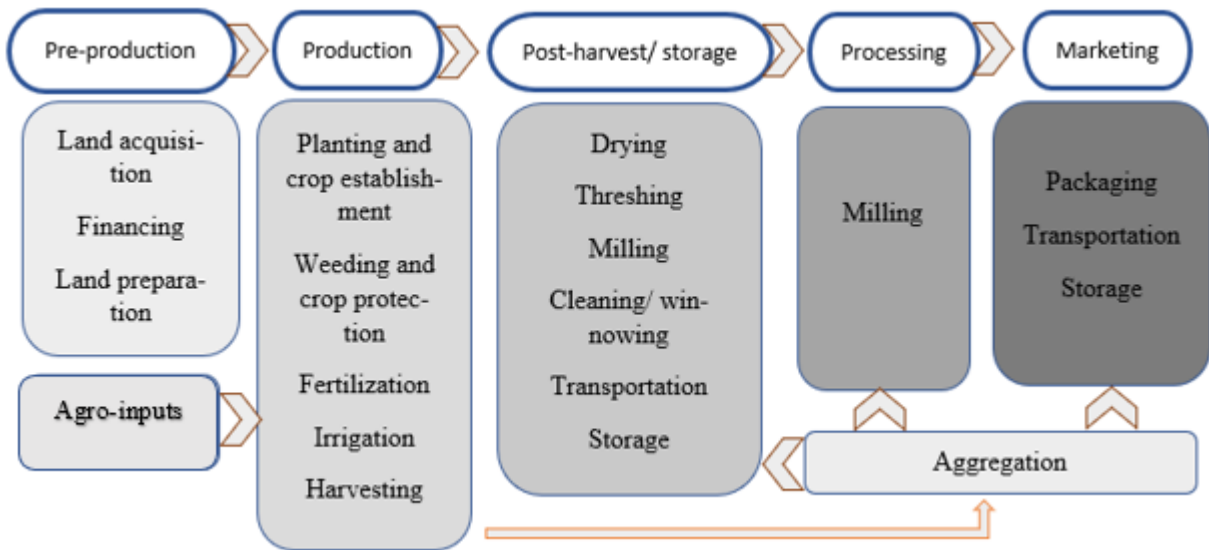 Pre-production
Production
Post-harvest/ storage
Processing
Marketing
Land acquisi-
tion
Financing
Land prepara-
tion
Agro-inputs
Planting and
crop establish-
ment
Weeding and
crop protec-
tion
Fertilization
Irrigation
Harvesting
Drying
Threshing
Milling
Cleaning/ win-
nowing
Transportation
Storage
Milling
Packaging
Transportation
Storage
Aggregation